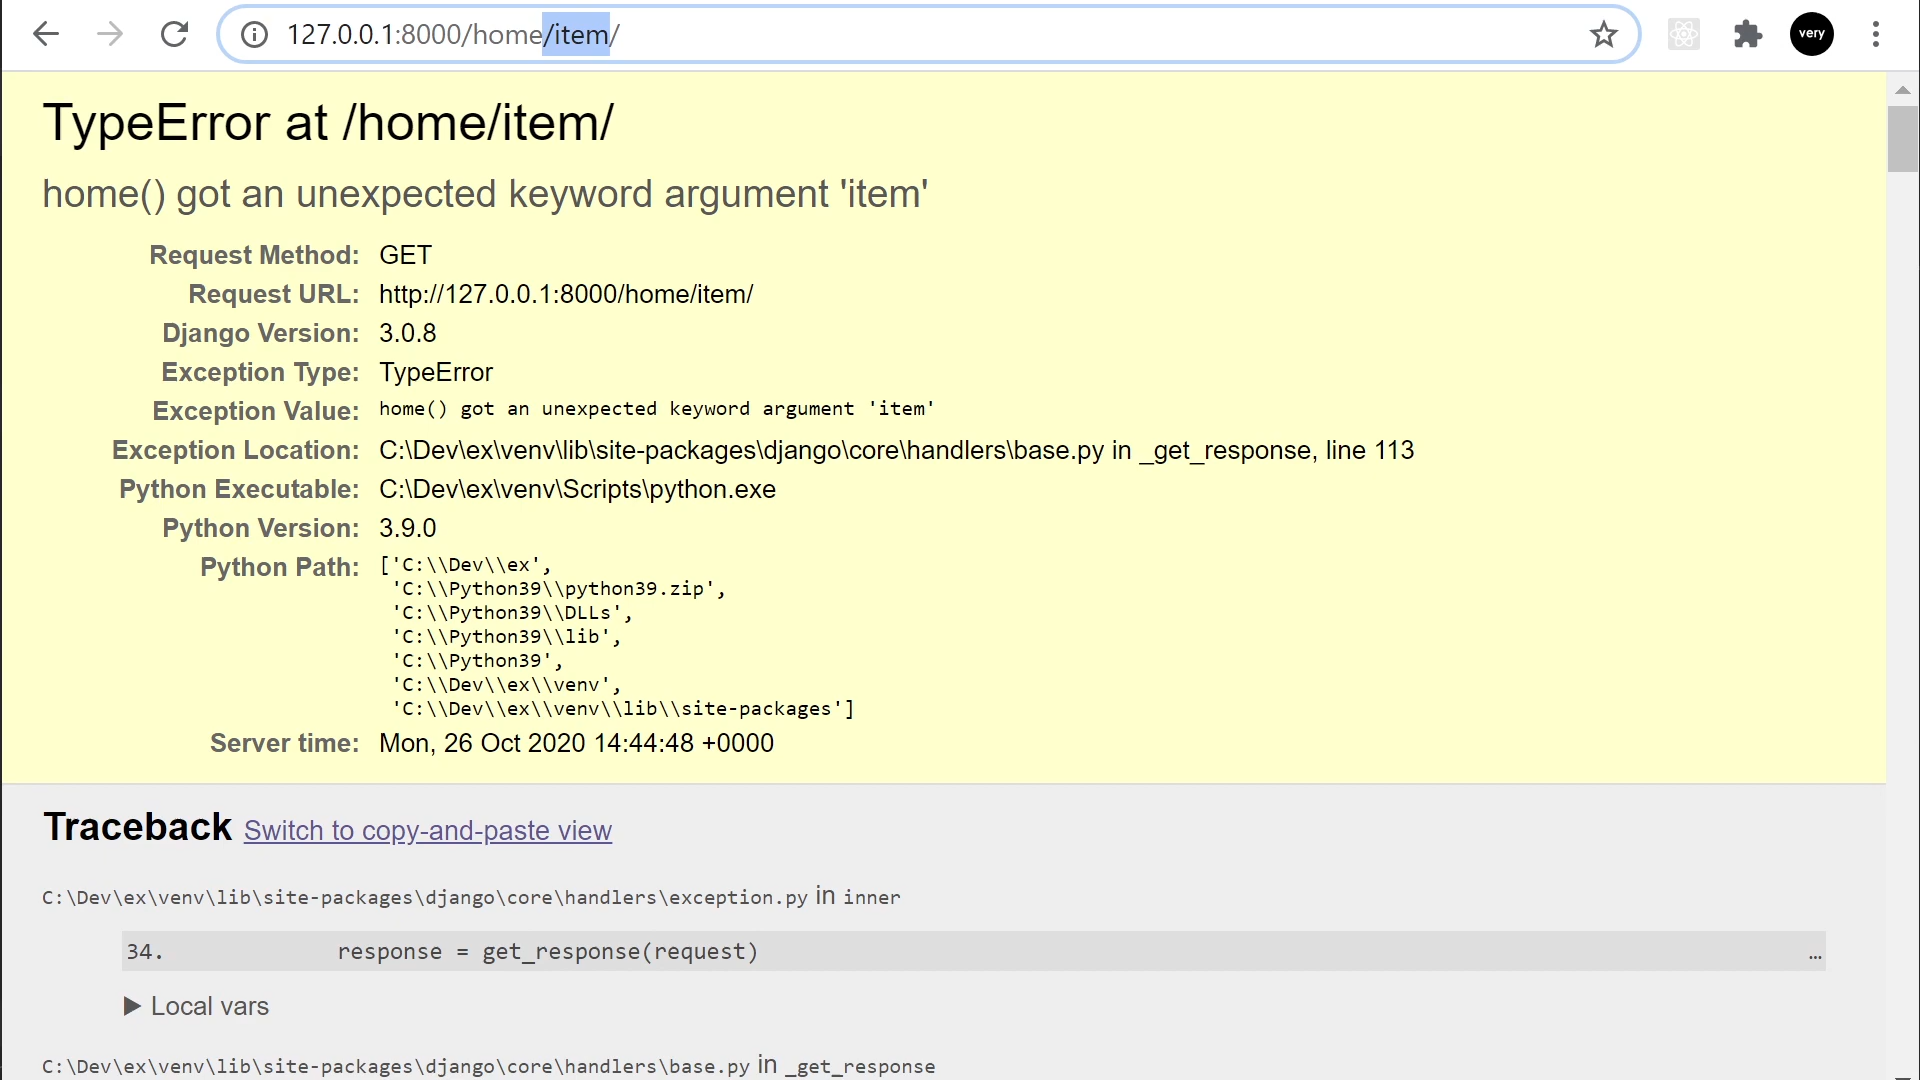 127.0.0.1:8000/home/item/
very
TypeError at /home/item/
home() got an unexpected keyword argument 'item'
Request Method: GET
Request URL: http://127.0.0.1:8000/home/item/
Django Version: 3.0.8
Exception Type: TypeError
Exception Value: home() got an unexpected keyword argument 'item'
Exception Location: C:\Dev\ex\venv\lib\site-packages\django\core\handlers\base.py in _get_response, line 113
Python Executable: C:\Dev\ex\venv\Scripts\python.exe
Python Version: 3.9.0
Python Path: ['C:\\Dev\\ex',
'C:\\Python39\\python39.zip',
'C:\\Python39\\DLLs',
'C:\\Python39\\lib',
'C:\\Python39',
'C:\\Dev\\ex\\venv',
'C:\\Dev\\ex\\venv\\lib\\site-packages']
Server time: Mon, 26 Oct 2020 14:44:48 +0000
Traceback Switch to copy-and-paste view
C:\Dev\ex\venv\lib\site-packages\django\core\handlers\exception.py in inner
34. response = get_response(request) …
▶ Local vars
C:\Dev\ex\venv\lib\site-packages\django\core\handlers\base.py in _get_response